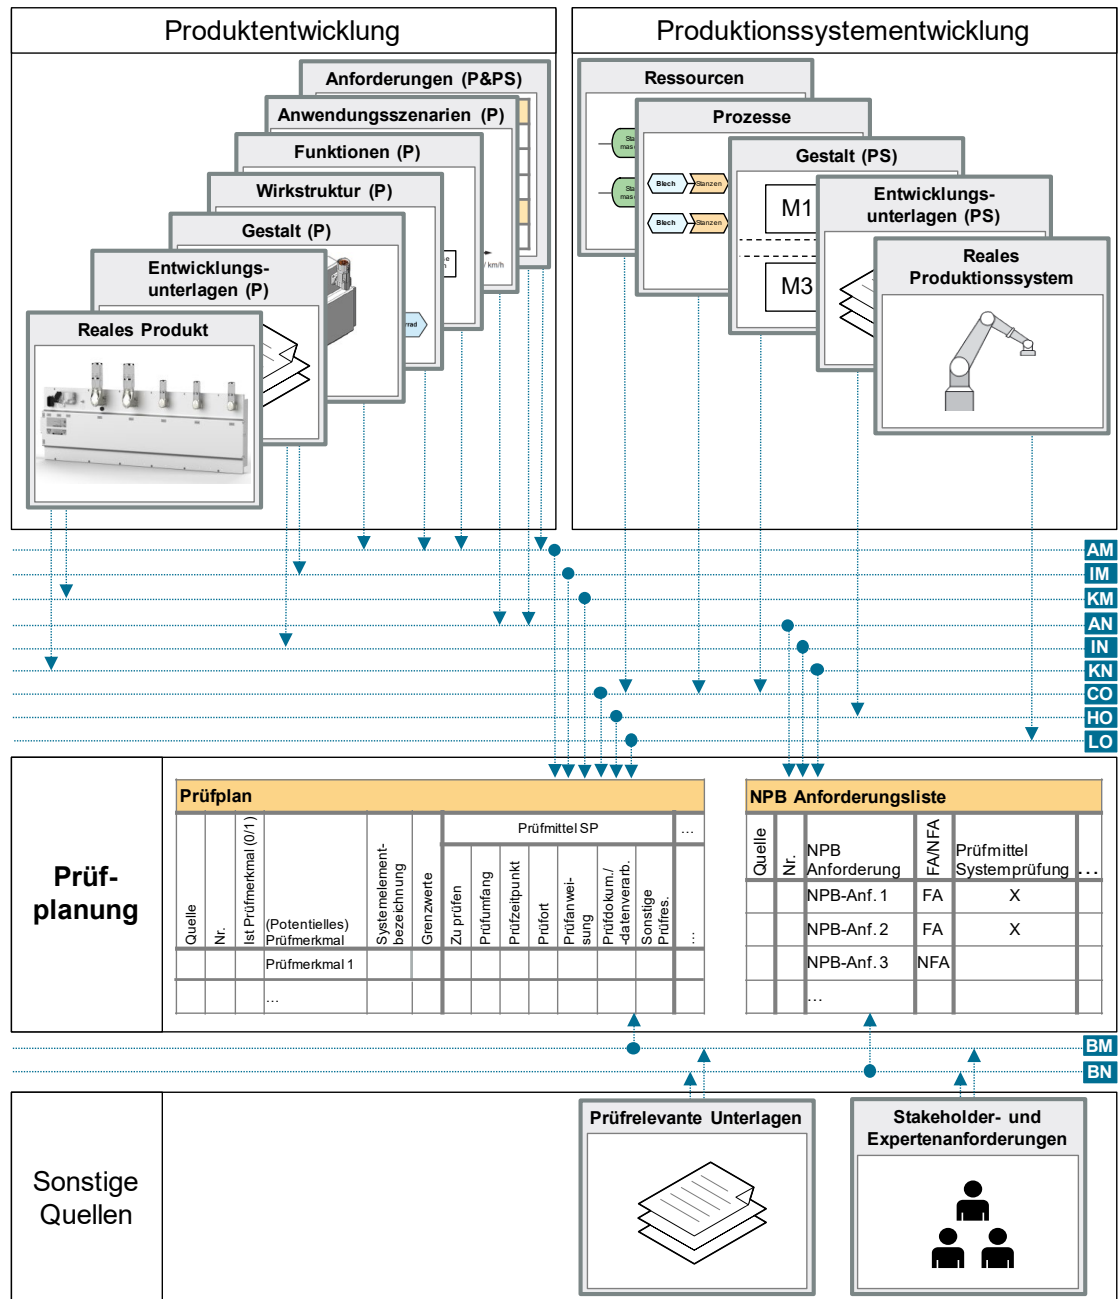 Produktentwicklung
Produktionssystementwicklung
Anforderungen (P&PS)
Anwendungsszenarien (P)
Funktionen (P)
Wirkstruktur (P)
Gestalt (P)
Entwicklungs-
unterlagen (P)
Reales Produkt
km/h
Ressourcen
Prozesse
Blech
Stanzen
Blech
Stanzen
Gestalt (PS)
M1
M3
Entwicklungs-
unterlagen (PS)
Reales
Produktionssystem
AM
IM
KM
AN
IN
KN
CO
HO
LO
Prüf-
planung
Prüfplan
Quelle
Nr.
Ist Prüfmerkmal (0/1)
(Potentielles)
Prüfmerkmal
Systemelement-
bezeichnung
Grenzwerte
Prüfmittel SP
...
Zu prüfen
Prüfumfang
Prüfzeitpunkt
Prüfort
Prüfanwei-
sung
Prüfdokum./
-datenverarb.
Sonstige
Prüfres.
...
Prüfmerkmal 1
...
NPB Anforderungsliste
Quelle
Nr.
NPB
Anforderung
FA/NFA
Prüfmittel
Systemprüfung
...
NPB-Anf. 1 FA X
NPB-Anf. 2 FA X
NPB-Anf. 3 NFA
...
BM
BN
Sonstige
Quellen
Prüfrelevante Unterlagen
Stakeholder- und
Expertenanforderungen